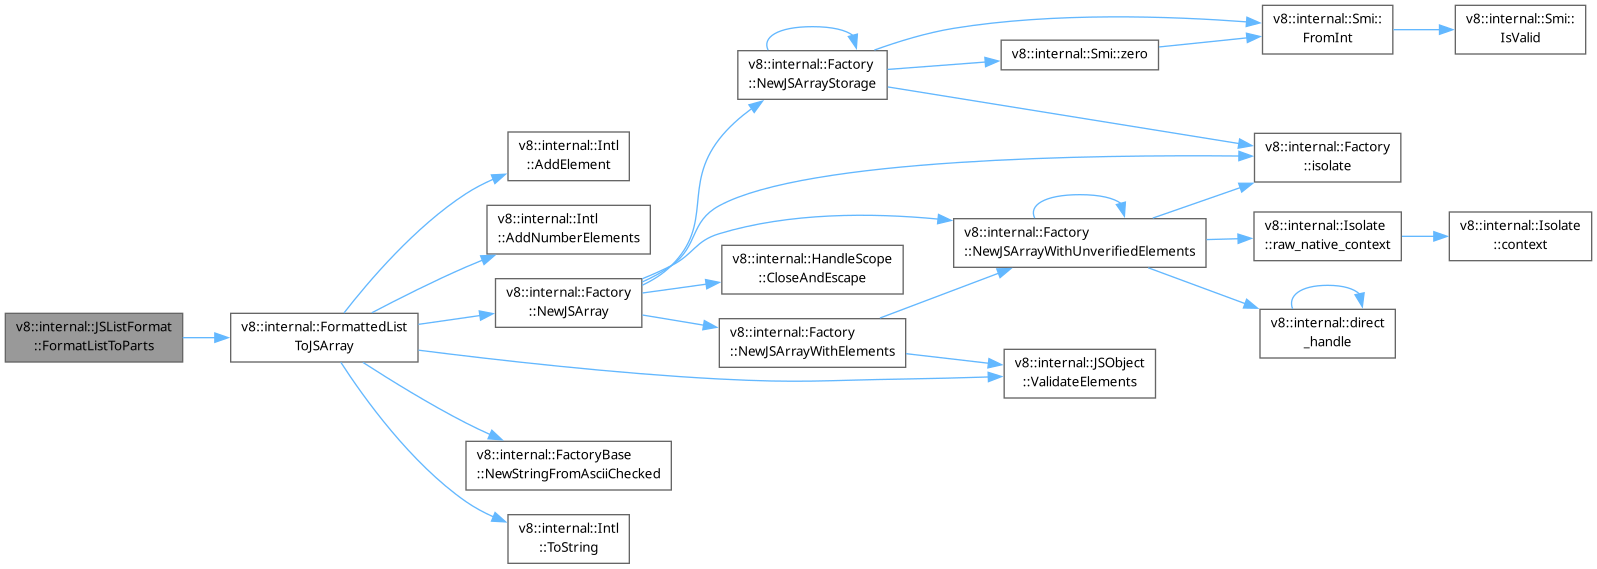 v8::internal::JSListFormat
::FormatListToParts
v8::internal::FormattedList
ToJSArray
v8::internal::Intl
::AddElement
v8::internal::Intl
::AddNumberElements
v8::internal::Factory
::NewJSArray
v8::internal::FactoryBase
::NewStringFromAsciiChecked
v8::internal::Intl
::ToString
v8::internal::Factory
::NewJSArrayStorage
v8::internal::HandleScope
::CloseAndEscape
v8::internal::Factory
::NewJSArrayWithElements
v8::internal::Smi::zero
v8::internal::Factory
::NewJSArrayWithUnverifiedElements
v8::internal::JSObject
::ValidateElements
v8::internal::Smi::
FromInt
v8::internal::Factory
::isolate
v8::internal::Isolate
::raw_native_context
v8::internal::direct
_handle
v8::internal::Smi::
IsValid
v8::internal::Isolate
::context